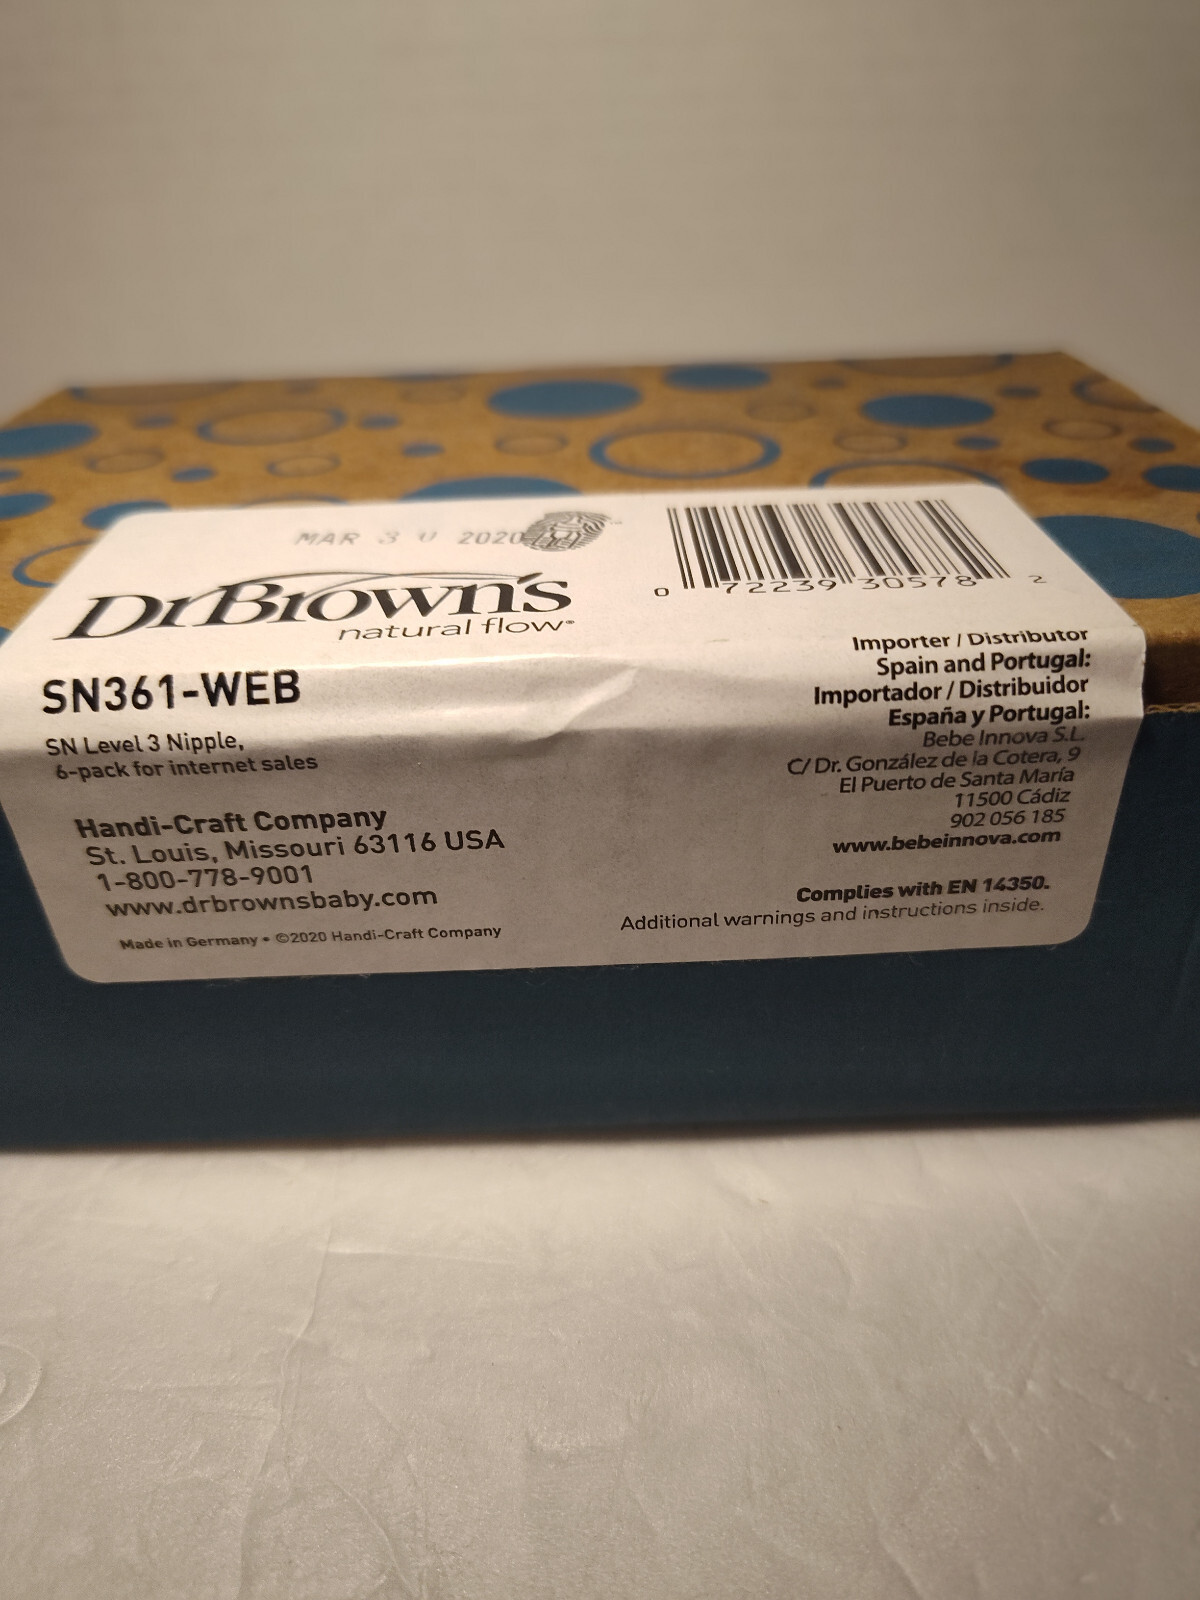 MAR 3 0 2020
DrBrown's
natural flow®
SN361-WEB
SN Level 3 Nipple,
6-pack for internet sales
Handi-Craft Company
St. Louis, Missouri 63116 USA
1-800-778-9001
www.drbrownsbaby.com
Made in Germany • ©2020 Handi-Craft Company
0 72239 30578 2
Importer / Distributor
Spain and Portugal:
Importador / Distribuidor
España y Portugal:
Bebe Innova S.L.
C/ Dr. González de la Cotera, 9
El Puerto de Santa María
11500 Cádiz
902 056 185
www.bebeinnova.com
Complies with EN 14350.
Additional warnings and instructions inside.